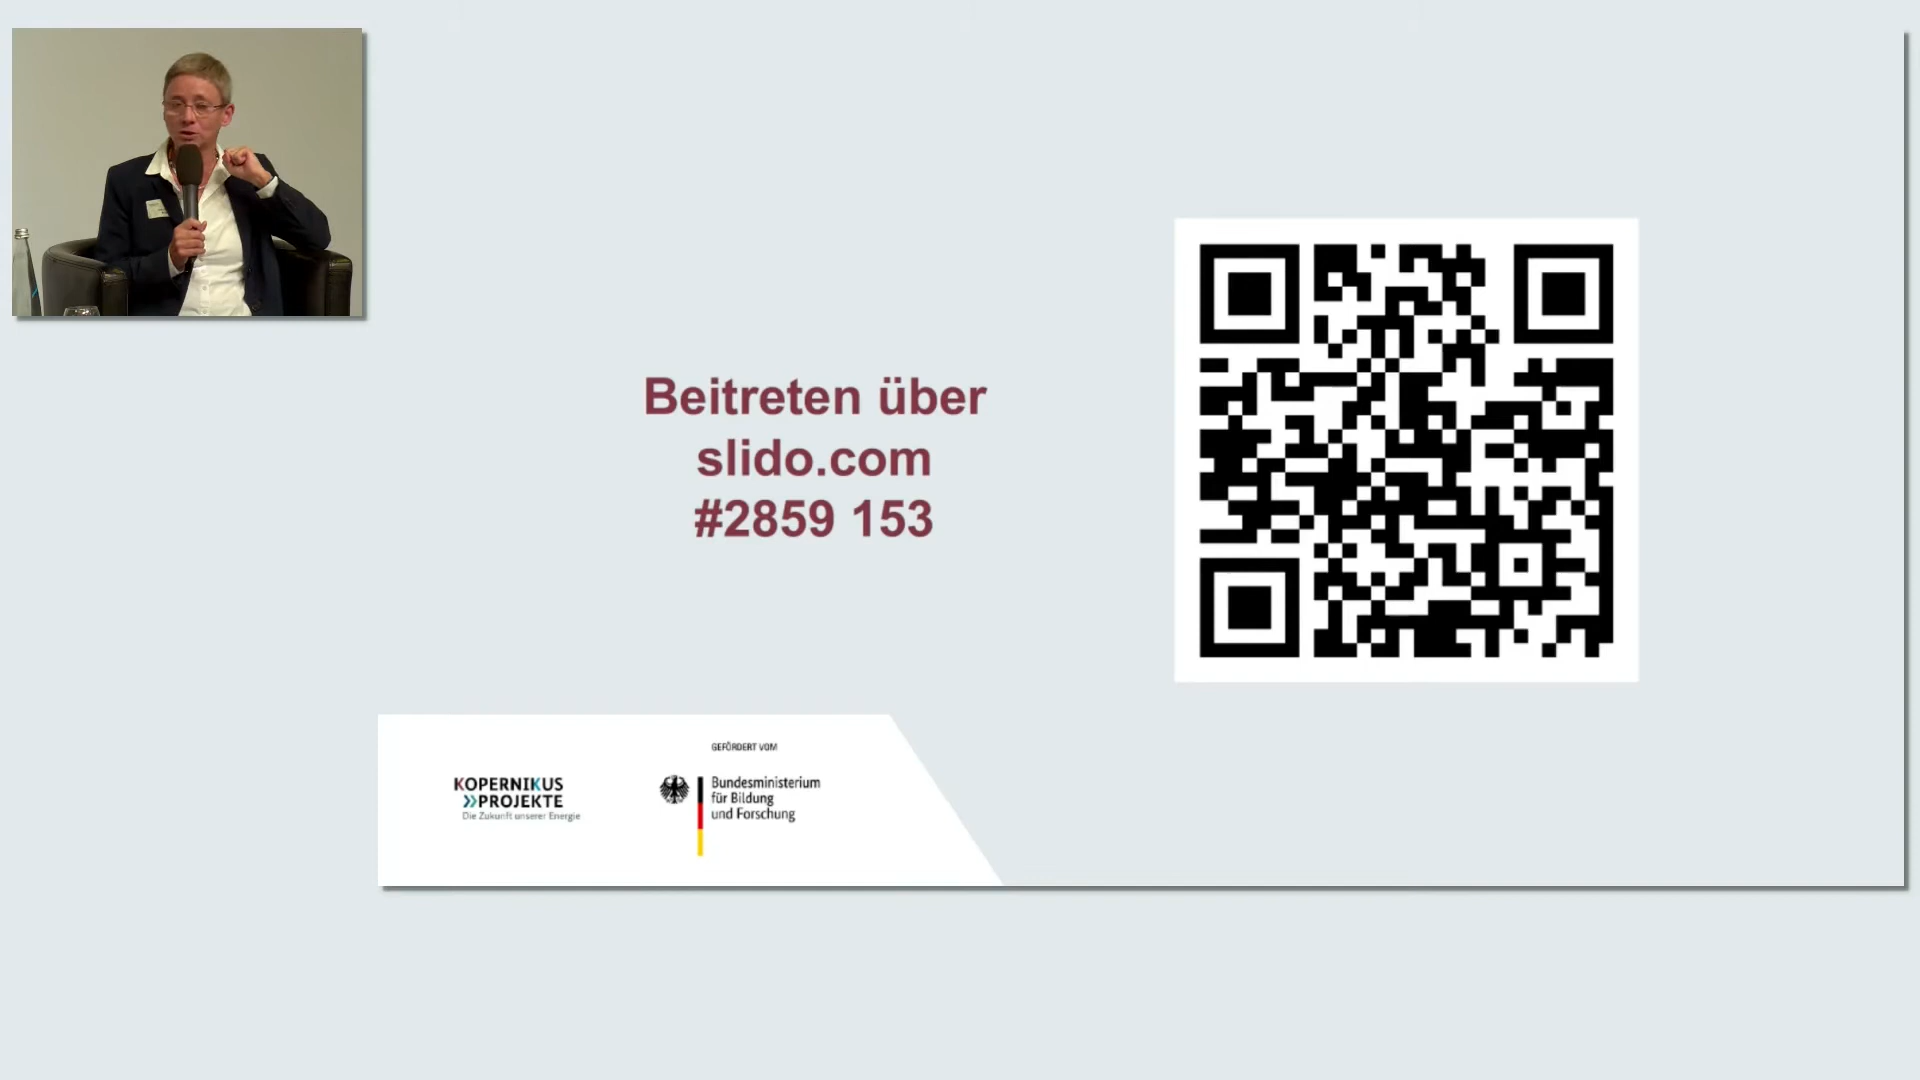 Beitreten über
slido.com
#2859 153
KOPERNIKUS
PROJEKTE
Die Zukunft unserer Energie
GEFÖRDERT VOM
Bundesministerium
für Bildung
und Forschung